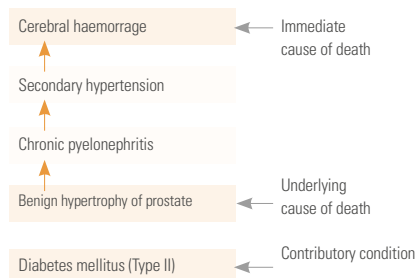 Cerebral haemorrage
Immediate
cause of death
Secondary hypertension
Chronic pyelonephritis
Benign hypertrophy of prostate
Underlying
cause of death
Diabetes mellitus (Type II)
Contributory condition